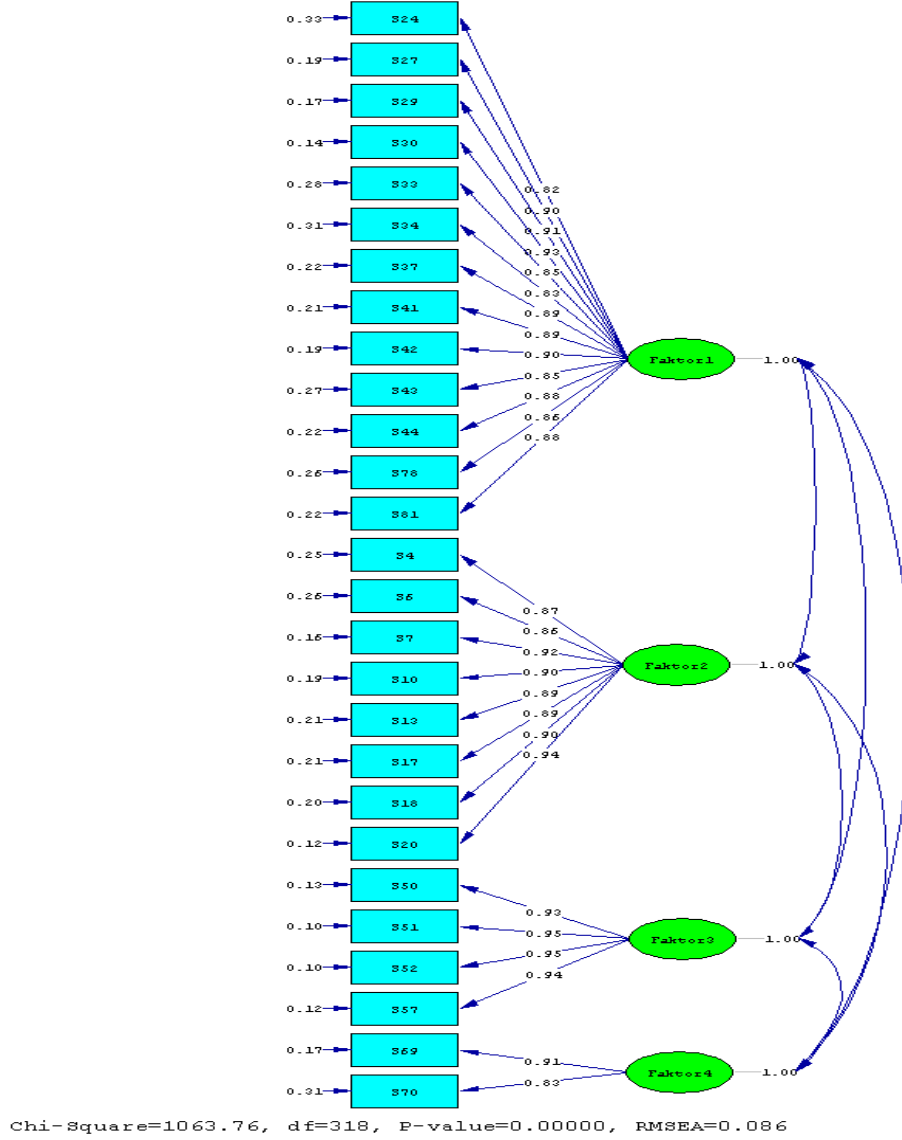 0.33 S24
0.19 S27
0.17 S29
0.14 S30
0.28 S33
0.82
0.90
0.31 S34
0.91
0.93
0.22 S37
0.85
0.83
0.21 S41
0.89
0.89
0.19 S42
0.90
Faktor1 1.00
0.27 S43
0.85
0.88
0.22 S44
0.86
0.88
0.26 S78
0.22 S81
0.25 S4
0.26 S6
0.87
0.86
0.16 S7
0.92
Faktor2 1.00
0.19 S10
0.90
0.89
0.21 S13
0.89
0.90
0.21 S17
0.94
0.20 S18
0.12 S20
0.13 S50
0.93
0.10 S51
0.95
Faktor3 1.00
0.95
0.10 S52
0.94
0.12 S57
0.17 S69
0.91
Faktor4 1.00
0.83
0.31 S70
Chi-Square=1063.76, df=318, P-value=0.00000, RMSEA=0.086